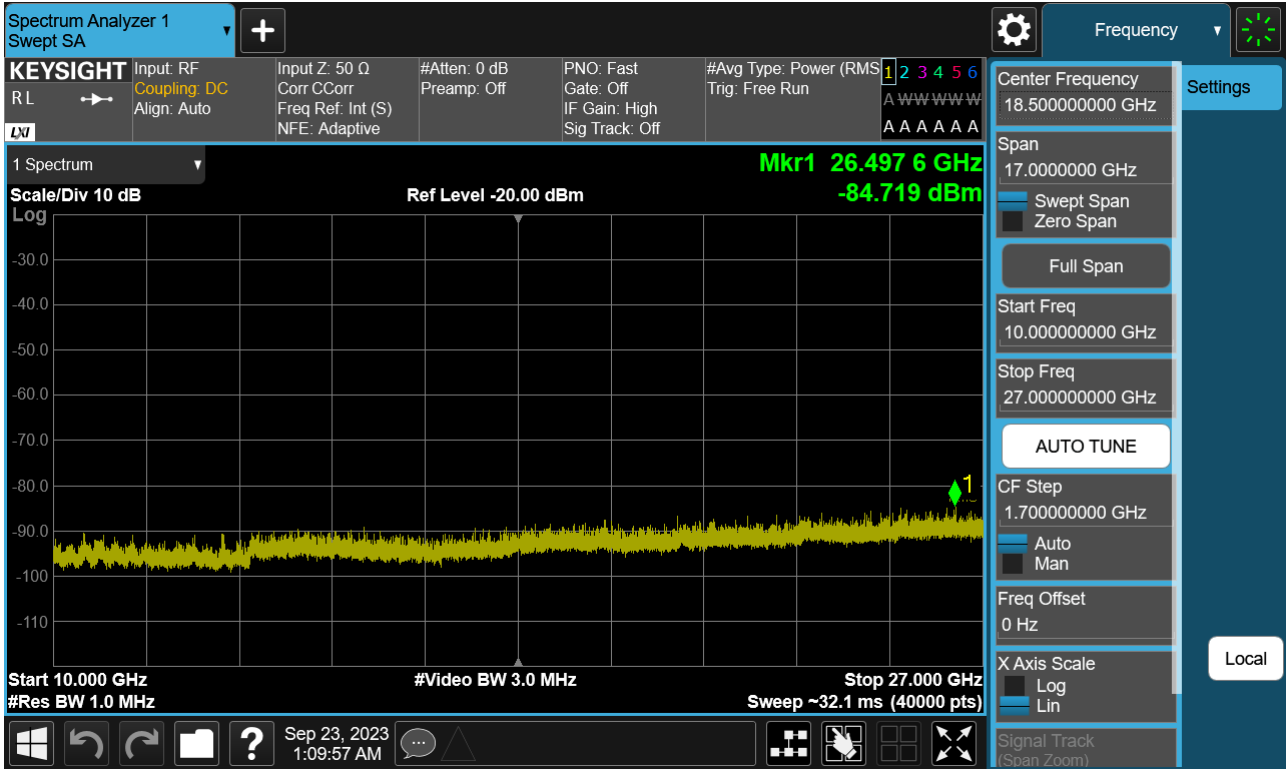 Spectrum Analyzer 1
Swept SA
Frequency
KEYSIGHT
R L
LXI
Input: RF
Coupling: DC
Align: Auto
Input Z: 50 Ω
Corr CCorr
Freq Ref: Int (S)
NFE: Adaptive
#Atten: 0 dB
Preamp: Off
PNO: Fast
Gate: Off
IF Gain: High
Sig Track: Off
#Avg Type: Power (RMS
Trig: Free Run
1 2 3 4 5 6
A W W W W W
A A A A A A
1 Spectrum
Scale/Div 10 dB
Log
Ref Level -20.00 dBm
Mkr1 26.497 6 GHz
-84.719 dBm
-30.0
-40.0
-50.0
-60.0
-70.0
-80.0
-90.0
-100
-110
1
Start 10.000 GHz
#Res BW 1.0 MHz
#Video BW 3.0 MHz
Stop 27.000 GHz
Sweep ~32.1 ms (40000 pts)
Sep 23, 2023
1:09:57 AM
Center Frequency
18.500000000 GHz
Span
17.0000000 GHz
Swept Span
Zero Span
Full Span
Start Freq
10.000000000 GHz
Stop Freq
27.000000000 GHz
AUTO TUNE
CF Step
1.700000000 GHz
Auto
Man
Freq Offset
0 Hz
X Axis Scale
Log
Lin
Signal Track
(Span Zoom)
Settings
Local